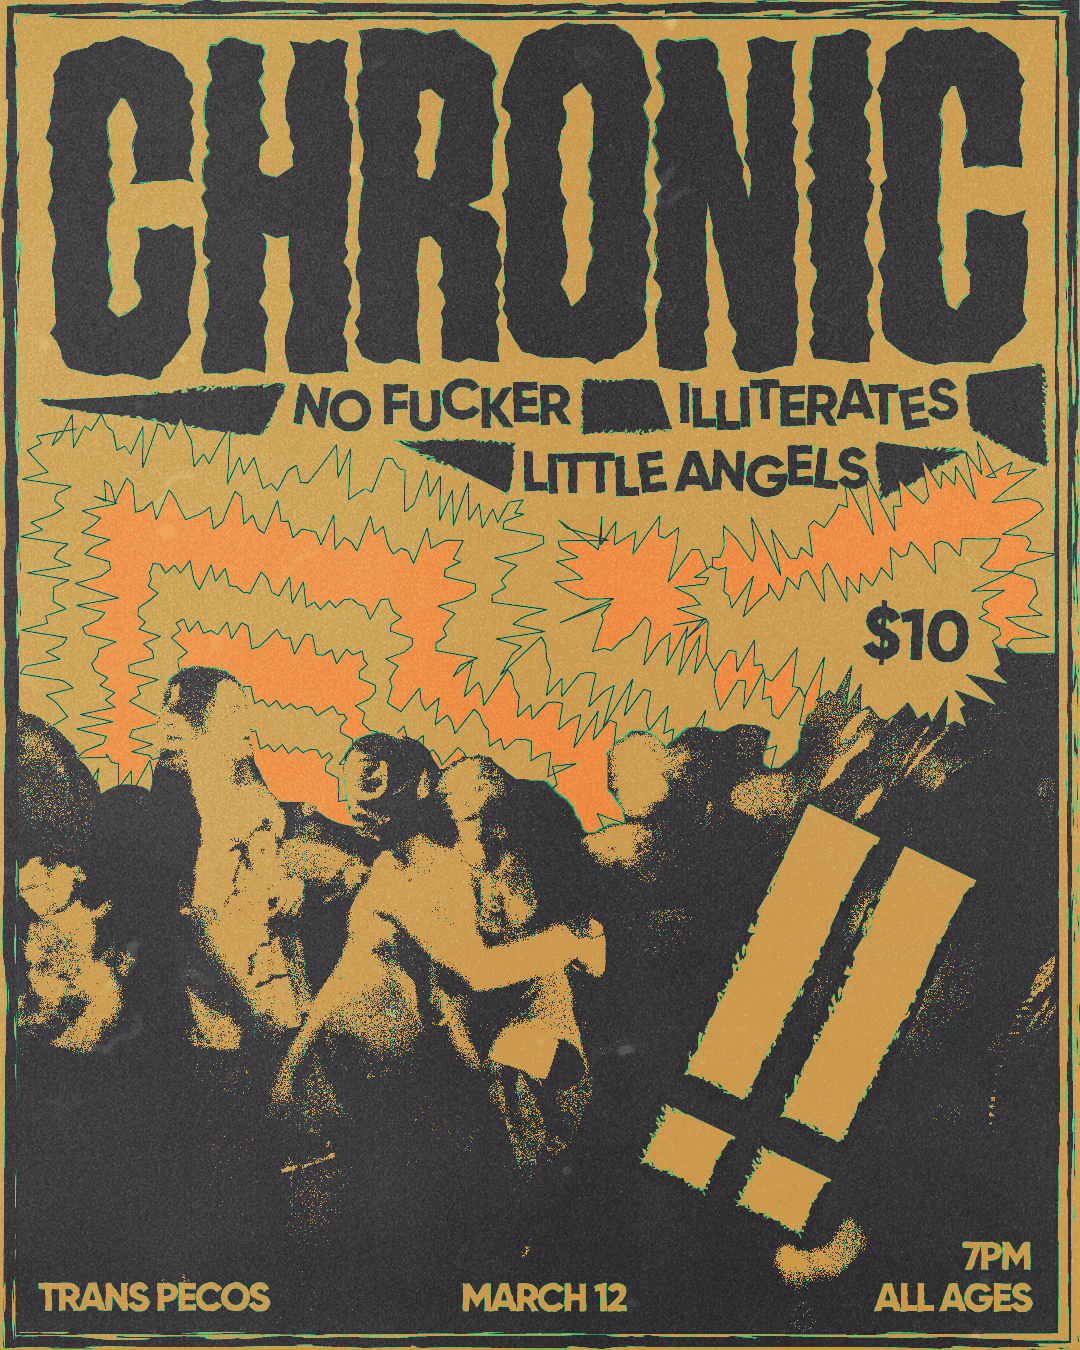 CHRONIC
NO FUCKER ILLITERATES
LITTLE ANGELS
$10
7PM
TRANS PECOS MARCH 12 ALL AGES